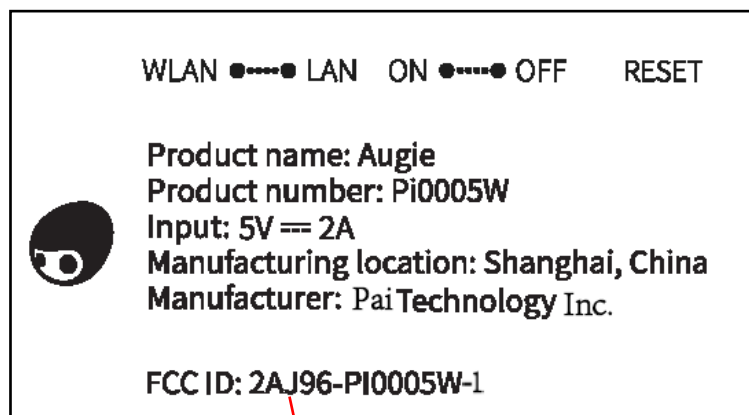 WLAN LAN ON OFF RESET
Product name: Augie
Product number: Pi0005W
Input: 5V ⎓ 2A
Manufacturing location: Shanghai, China
Manufacturer: Pai Technology Inc.
FCC ID: 2AJ96-PI0005W-1